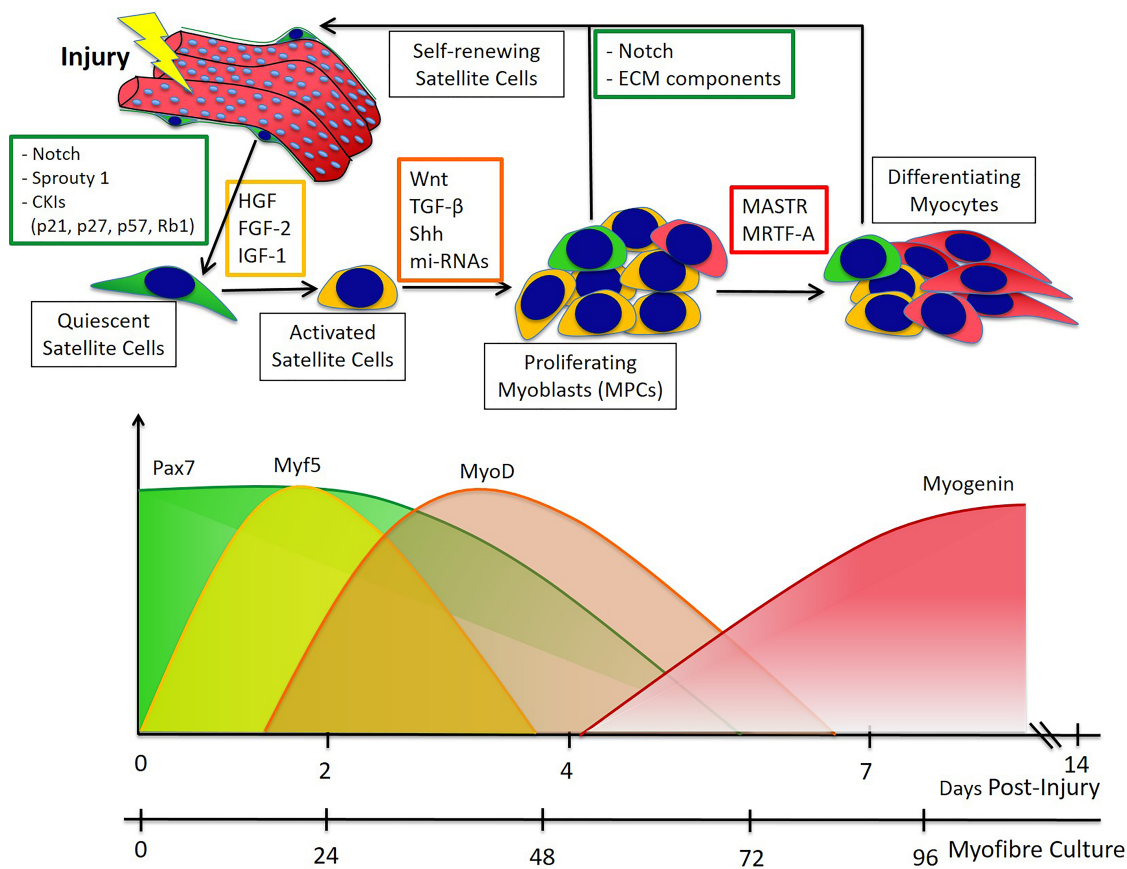 Injury
Self-renewing
Satellite Cells
- Notch
- ECM components
- Notch
- Sprouty 1
- CKIs
(p21, p27, p57, Rb1)
HGF
FGF-2
IGF-1
Wnt
TGF-β
Shh
mi-RNAs
MASTR
MRTF-A
Differentiating
Myocytes
Quiescent
Satellite Cells
Activated
Satellite Cells
Proliferating
Myoblasts (MPCs)
Pax7
Myf5
MyoD
Myogenin
0
2
4
7
14
Days Post-Injury
0
24
48
72
96
Myofibre Culture